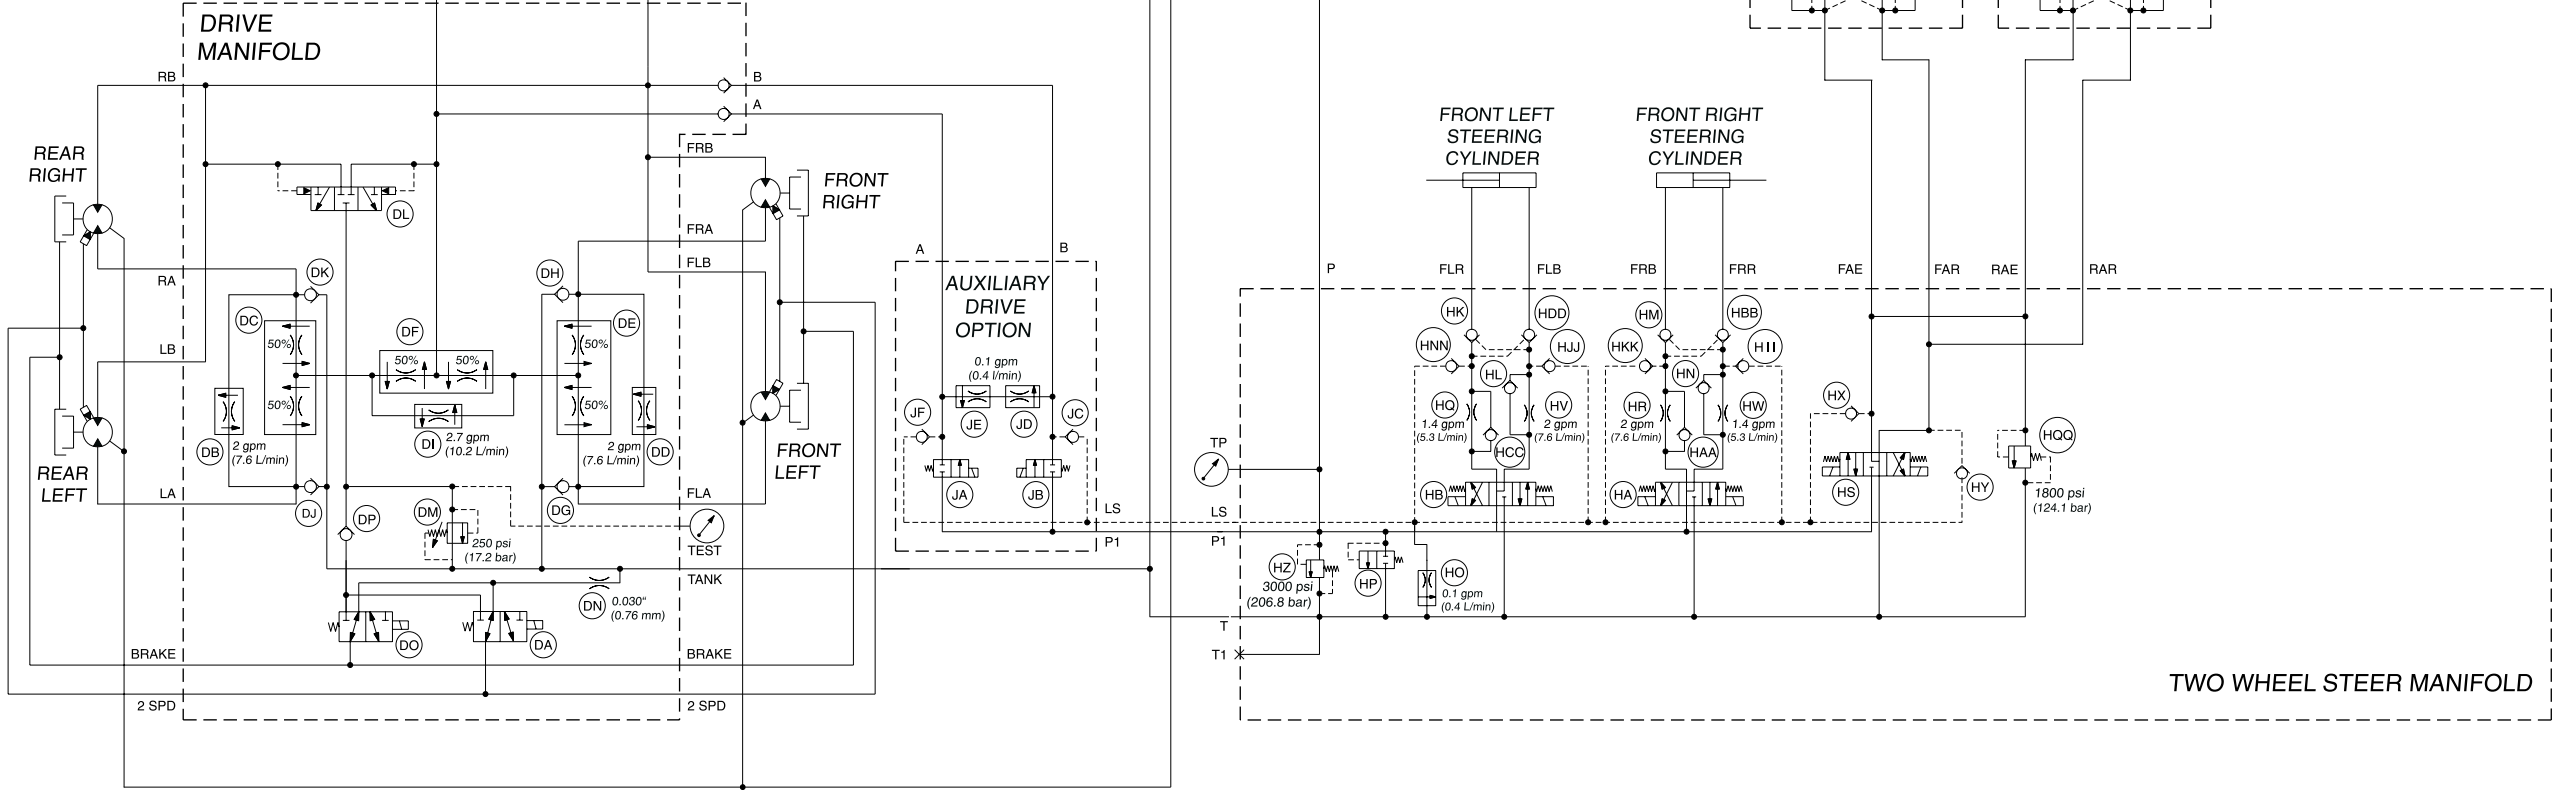 DRIVE
MANIFOLD
RB
B
A
REAR
RIGHT
DL
FRB
FRONT
RIGHT
FRA
FLB
RA
DK
DH
DC
DE
DF
50%
50%
50%
50%
50%
50%
LB
DB
2 gpm
(7.6 L/min)
DI
2.7 gpm
(10.2 L/min)
2 gpm
(7.6 L/min)
DD
REAR
LEFT
FRONT
LEFT
LA
DJ
DP
DM
250 psi
(17.2 bar)
DG
FLA
TEST
TANK
DN
0.030"
(0.76 mm)
DO
DA
BRAKE
BRAKE
2 SPD
2 SPD
A
B
AUXILIARY
DRIVE
OPTION
0.1 gpm
(0.4 l/min)
JF
JE
JD
JC
JA
JB
LS
P1
P
TP
LS
P1
T
T1
FRONT LEFT
STEERING
CYLINDER
FRONT RIGHT
STEERING
CYLINDER
FLR
FLB
FRB
FRR
FAE
FAR
RAE
RAR
HK
HDD
HM
HBB
HNN
HJJ
HKK
HII
HL
HN
HQ
1.4 gpm
(5.3 L/min)
HV
2 gpm
(7.6 L/min)
HR
2 gpm
(7.6 L/min)
HW
1.4 gpm
(5.3 L/min)
HCC
HAA
HX
HQQ
HB
HA
HS
HY
1800 psi
(124.1 bar)
HZ
3000 psi
(206.8 bar)
HP
HO
0.1 gpm
(0.4 L/min)
TWO WHEEL STEER MANIFOLD